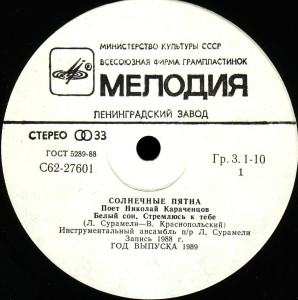 МИНИСТЕРСТВО КУЛЬТУРЫ СССР
ВСЕСОЮЗНАЯ ФИРМА ГРАМПЛАСТИНОК
МЕЛОДИЯ
ЛЕНИНГРАДСКИЙ ЗАВОД
СТЕРЕО 33
ГОСТ 5289-88
С62-27601
Гр. 3. 1-10
1
СОЛНЕЧНЫЕ ПЯТНА
Поет Николай Караченцов
Белый сон, Стремлюсь к тебе
(Л. Сурамели—В. Краснопольский)
Инструментальный ансамбль п/р Л. Сурамели
Запись 1988 г.
ГОД ВЫПУСКА 1989